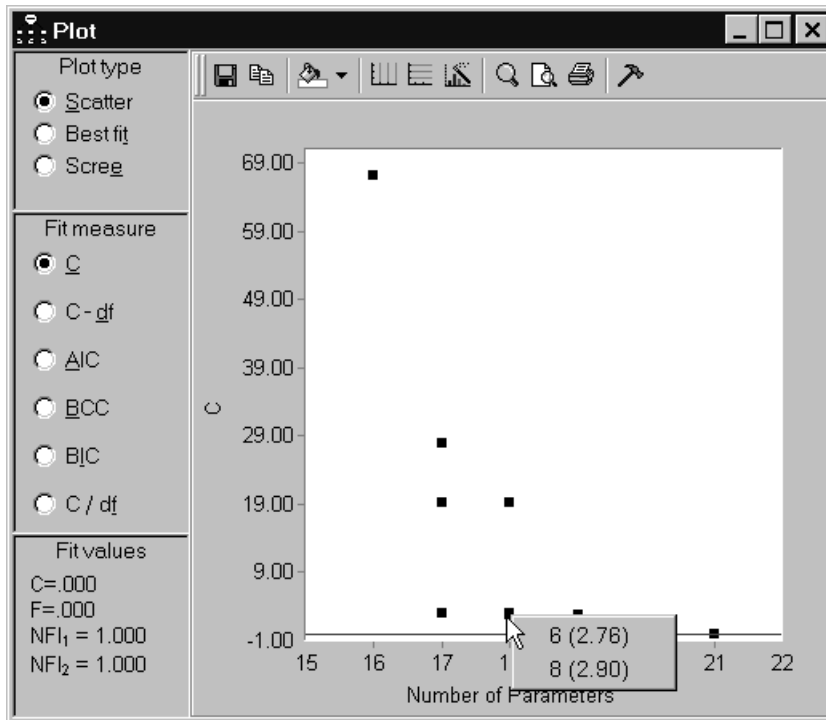 Plot
Plot type
Scatter
Best fit
Scree
Fit measure
C
C - df
AIC
BCC
BIC
C / df
Fit values
C=.000
F=.000
NFI₁ = 1.000
NFI₂ = 1.000
69.00
59.00
49.00
39.00
29.00
19.00
9.00
-1.00
C
15 16 17 1 21 22
6 (2.76)
8 (2.90)
Number of Parameters